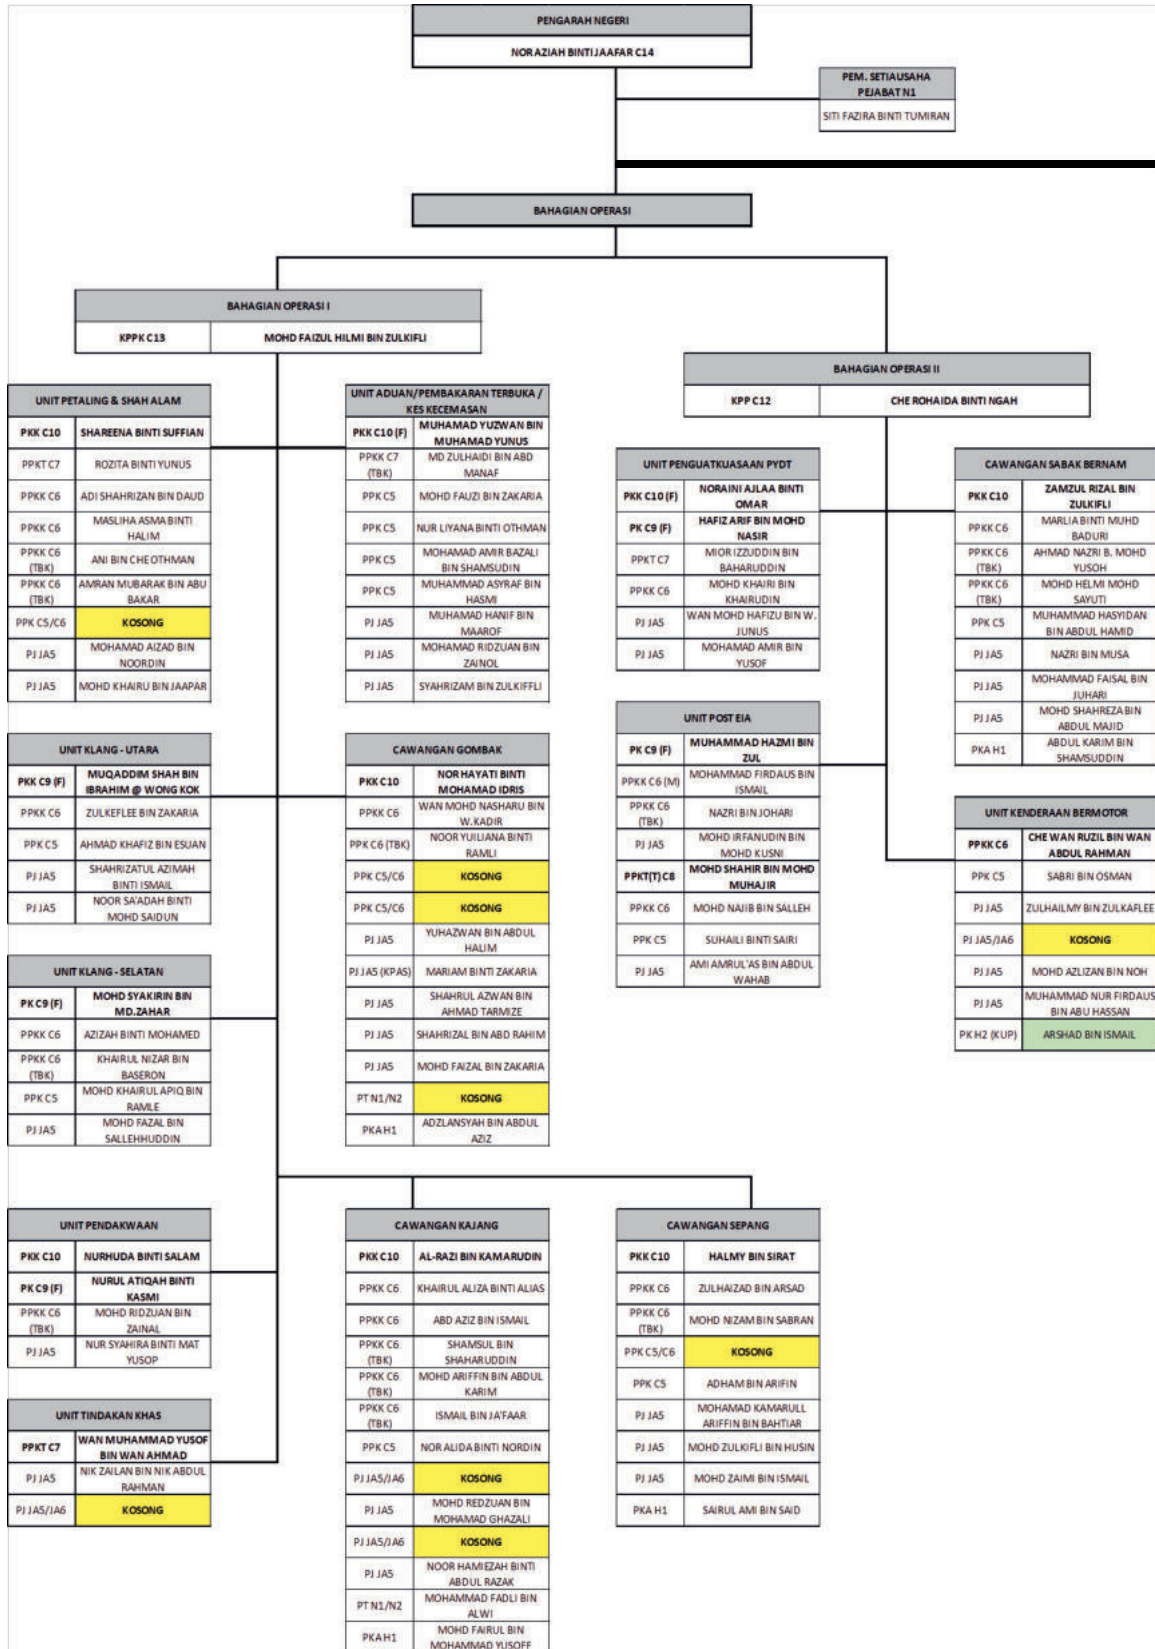 PENGARAH NEGERI
NOR AZIAH BINTI JAAFAR C14
PEM. SETIAUSAHA
PEJABAT N1
SITI FAZIRA BINTI TUMIRAN
BAHAGIAN OPERASI
BAHAGIAN OPERASI I
KPPK C13 MOHD FAIZUL HILMI BIN ZULKIFLI
BAHAGIAN OPERASI II
KPP C12 CHE ROHAIDA BINTI NGAH
UNIT PETALING & SHAH ALAM
PKK C10 SHAREENA BINTI SUFFIAN
PPKT C7 ROZITA BINTI YUNUS
PPKK C6 ADI SHAHRIZAN BIN DAUD
PPKK C6 MASLIHA ASMA BINTI
HALIM
PPKK C6
(TBK) ANI BIN CHE OTHMAN
PPKK C6
(TBK) AMRAN MUBARAK BIN ABU
BAKAR
PPK C5/C6 KOSONG
PJ JA5 MOHAMAD AIZAD BIN
NOORDIN
PJ JA5 MOHD KHAIRU BIN JAAPAR
UNIT ADUAN/PEMBAKARAN TERBUKA /
KES KECEMASAN
PKK C10 (F) MUHAMAD YUZWAN BIN
MUHAMAD YUNUS
PPKK C7
(TBK) MD ZULHAIDI BIN ABD
MANAF
PPK C5 MOHD FAUZI BIN ZAKARIA
PPK C5 NUR LIYANA BINTI OTHMAN
PPK C5 MOHAMAD AMIR BAZALI
BIN SHAMSUDIN
PPK C5 MUHAMMAD ASYRAF BIN
HASMI
PJ JA5 MUHAMAD HANIF BIN
MAAROF
PJ JA5 MOHAMAD RIDZUAN BIN
ZAINOL
PJ JA5 SYAHRIZAM BIN ZULKIFFLI
UNIT PENGUATKUASAAN PYDT
PKK C10 (F) NORAINI AJLAA BINTI
OMAR
PK C9 (F) HAFIZ ARIF BIN MOHD
NASIR
PPKT C7 MIOR IZZUDDIN BIN
BAHARUDDIN
PPKK C6 MOHD KHAIRI BIN
KHAIRUDIN
PJ JA5 WAN MOHD HAFIZU BIN W.
JUNUS
PJ JA5 MOHAMAD AMIR BIN
YUSOF
CAWANGAN SABAK BERNAM
PKK C10 ZAMZUL RIZAL BIN
ZULKIFLI
PPKK C6 MARLIA BINTI MUHD
BADURI
PPKK C6
(TBK) AHMAD NAZRI B. MOHD
YUSOH
PPKK C6
(TBK) MOHD HELMI MOHD
SAYUTI
PPK C5 MUHAMMAD HASYIDAN
BIN ABDUL HAMID
PJ JA5 NAZRI BIN MUSA
PJ JA5 MOHAMMAD FAISAL BIN
JUHARI
PJ JA5 MOHD SHAHREZA BIN
ABDUL MAJID
PKA H1 ABDUL KARIM BIN
SHAMSUDDIN
UNIT KLANG - UTARA
PKK C9 (F) MUQADDIM SHAH BIN
IBRAHIM @ WONG KOK
PPKK C6 ZULKEFLEE BIN ZAKARIA
PPK C5 AHMAD KHAFIZ BIN ESUAN
PJ JA5 SHAHRIZATUL AZIMAH
BINTI ISMAIL
PJ JA5 NOOR SA'ADAH BINTI
MOHD SAIDUN
CAWANGAN GOMBAK
PKK C10 NOR HAYATI BINTI
MOHAMAD IDRIS
PPKK C6 WAN MOHD NASHARU BIN
W.KADIR
PPK C6 (TBK) NOOR YUILIANA BINTI
RAMLI
PPK C5/C6 KOSONG
PPK C5/C6 KOSONG
PJ JA5 YUHAZWAN BIN ABDUL
HALIM
PJ JA5 (KPAS) MARIAM BINTI ZAKARIA
PJ JA5 SHAHRUL AZWAN BIN
AHMAD TARMIZE
PJ JA5 SHAHRIZAL BIN ABD RAHIM
PJ JA5 MOHD FAIZAL BIN ZAKARIA
PT N1/N2 KOSONG
PKA H1 ADZLANSYAH BIN ABDUL
AZIZ
UNIT POST EIA
PK C9 (F) MUHAMMAD HAZMI BIN
ZUL
PPKK C6 (M) MOHAMMAD FIRDAUS BIN
ISMAIL
PPKK C6
(TBK) NAZRI BIN JOHARI
PJ JA5 MOHD IRFANUDIN BIN
MOHD KUSNI
PPKT(T) C8 MOHD SHAHIR BIN MOHD
MUHAJIR
PPKK C6 MOHD NAJIB BIN SALLEH
PPK C5 SUHAILI BINTI SAIRI
PJ JA5 AMI AMRUL'AS BIN ABDUL
WAHAB
UNIT KENDERAAN BERMOTOR
PPKK C6 CHE WAN RUZIL BIN WAN
ABDUL RAHMAN
PPK C5 SABRI BIN OSMAN
PJ JA5 ZULHAILMY BIN ZULKAFLEE
PJ JA5/JA6 KOSONG
PJ JA5 MOHD AZLIZAN BIN NOH
PJ JA5 MUHAMMAD NUR FIRDAUS
BIN ABU HASSAN
PK H2 (KUP) ARSHAD BIN ISMAIL
UNIT KLANG - SELATAN
PK C9 (F) MOHD SYAKIRIN BIN
MD.ZAHAR
PPKK C6 AZIZAH BINTI MOHAMED
PPKK C6
(TBK) KHAIRUL NIZAR BIN
BASERON
PPK C5 MOHD KHAIRUL APIQ BIN
RAMLE
PJ JA5 MOHD FAZAL BIN
SALLEHHUDDIN
UNIT PENDAKWAAN
PKK C10 NURHUDA BINTI SALAM
PK C9 (F) NURUL ATIQAH BINTI
KASMI
PPKK C6
(TBK) MOHD RIDZUAN BIN
ZAINAL
PJ JA5 NUR SYAHIRA BINTI MAT
YUSOP
UNIT TINDAKAN KHAS
PPKT C7 WAN MUHAMMAD YUSOF
BIN WAN AHMAD
PJ JA5 NIK ZAILAN BIN NIK ABDUL
RAHMAN
PJ JA5/JA6 KOSONG
CAWANGAN KAJANG
PKK C10 AL-RAZI BIN KAMARUDIN
PPKK C6 KHAIRUL ALIZA BINTI ALIAS
PPKK C6 ABD AZIZ BIN ISMAIL
PPKK C6
(TBK) SHAMSUL BIN
SHAHARUDDIN
PPKK C6
(TBK) MOHD ARIFFIN BIN ABDUL
KARIM
PPKK C6
(TBK) ISMAIL BIN JA'FAAR
PPK C5 NOR ALIDA BINTI NORDIN
PJ JA5/JA6 KOSONG
PJ JA5 MOHD REDZUAN BIN
MOHAMAD GHAZALI
PJ JA5/JA6 KOSONG
PJ JA5 NOOR HAMIEZAH BINTI
ABDUL RAZAK
PT N1/N2 MOHAMMAD FADLI BIN
ALWI
PKA H1 MOHD FAIRUL BIN
MOHAMMAD YUSOFF
CAWANGAN SEPANG
PKK C10 HALMY BIN SIRAT
PPKK C6 ZULHAIZAD BIN ARSAD
PPKK C6
(TBK) MOHD NIZAM BIN SABRAN
PPK C5/C6 KOSONG
PPK C5 ADHAM BIN ARIFIN
PJ JA5 MOHAMAD KAMARULL
ARIFFIN BIN BAHTIAR
PJ JA5 MOHD ZULKIFLI BIN HUSIN
PJ JA5 MOHD ZAIMI BIN ISMAIL
PKA H1 SAIRUL AMI BIN SAID